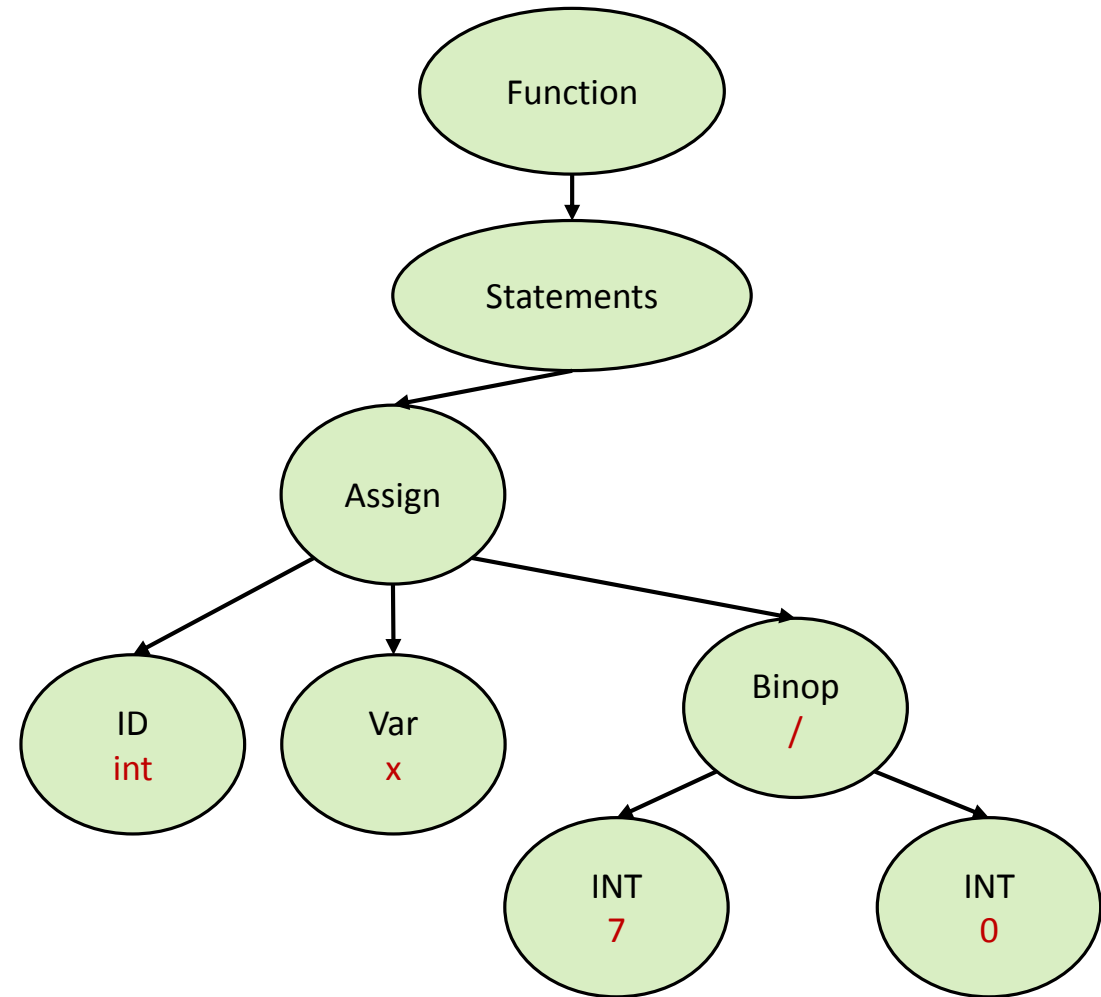 Function
Statements
Assign
ID
int
Var
x
Binop
/
INT
7
INT
0